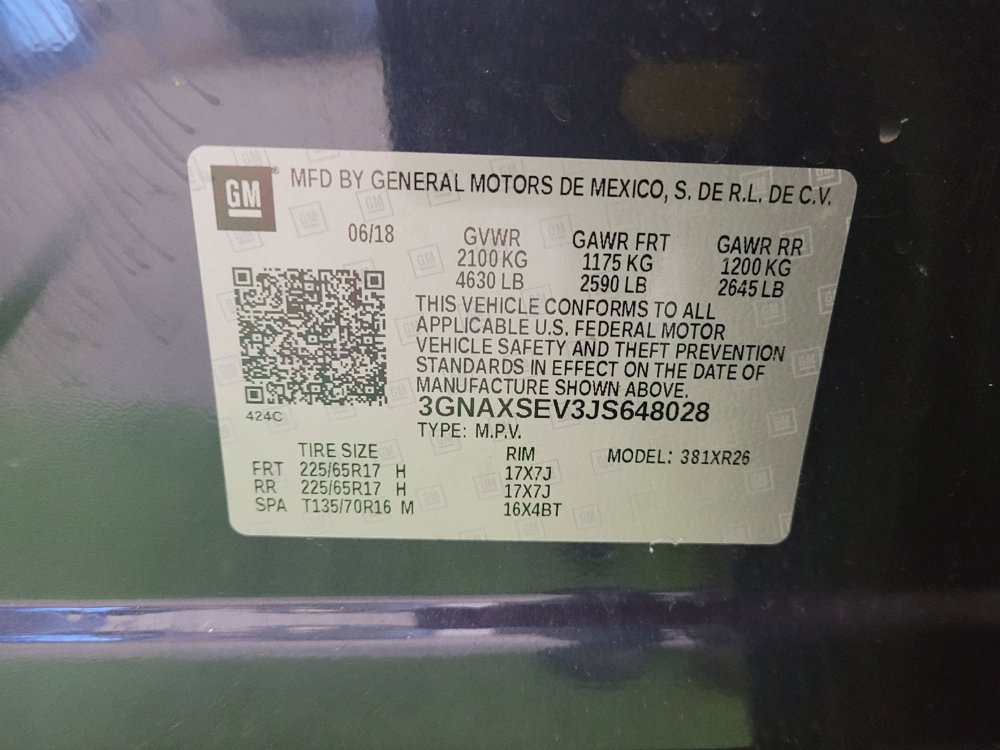 GM® MFD BY GENERAL MOTORS DE MEXICO, S. DE R.L. DE C.V.
06/18 GVWR GAWR FRT GAWR RR
2100 KG 1175 KG 1200 KG
4630 LB 2590 LB 2645 LB
THIS VEHICLE CONFORMS TO ALL
APPLICABLE U.S. FEDERAL MOTOR
VEHICLE SAFETY AND THEFT PREVENTION
STANDARDS IN EFFECT ON THE DATE OF
MANUFACTURE SHOWN ABOVE.
424C 3GNAXSEV3JS648028
TYPE: M.P.V.
TIRE SIZE RIM MODEL: 381XR26
FRT 225/65R17 H 17X7J
RR 225/65R17 H 17X7J
SPA T135/70R16 M 16X4BT